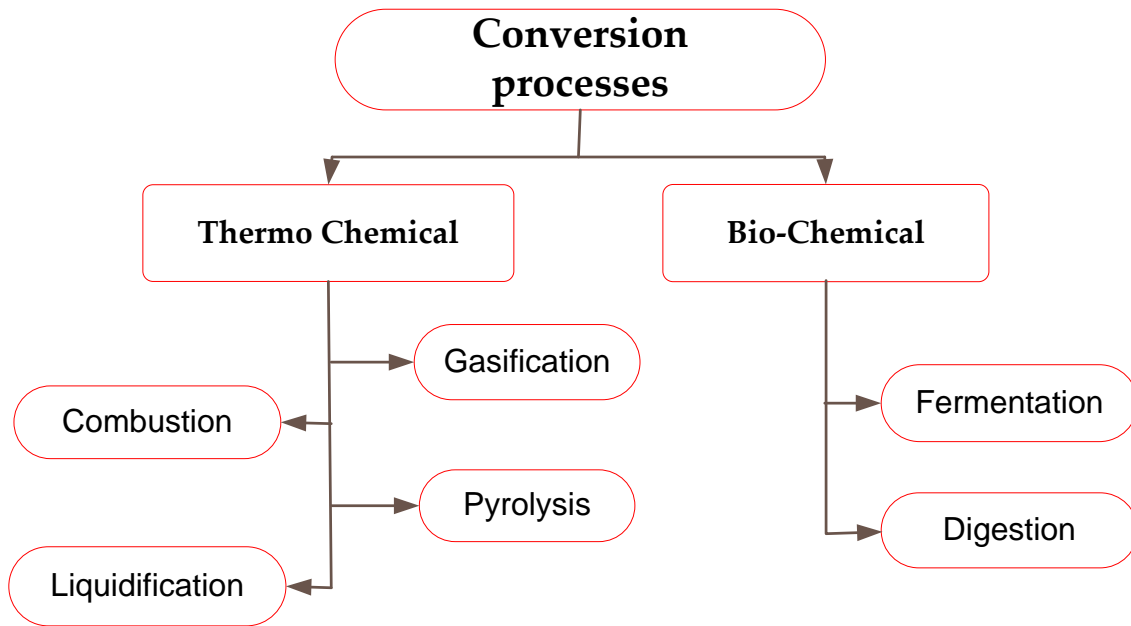 Conversion
processes
Thermo Chemical
Bio-Chemical
Gasification
Combustion
Fermentation
Pyrolysis
Digestion
Liquidification